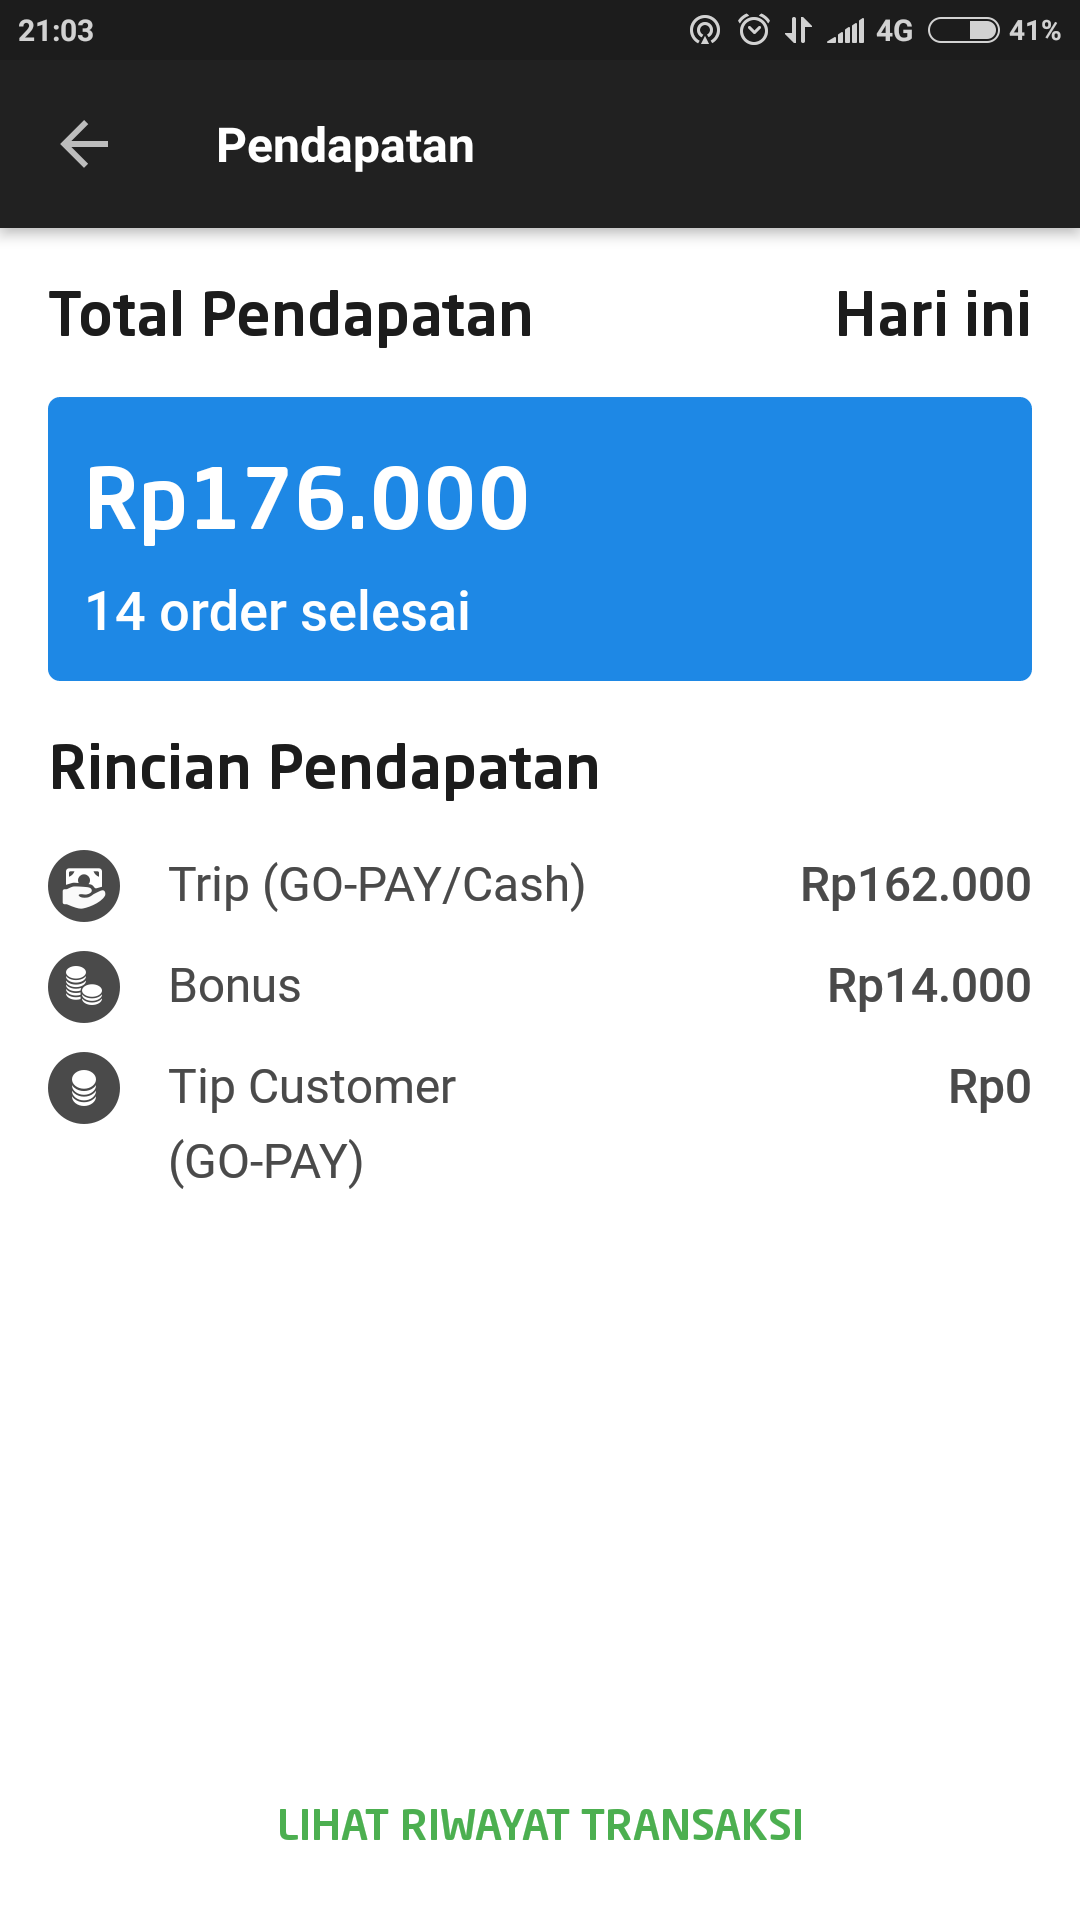 21:03 4G 41%
Pendapatan
Total Pendapatan Hari ini
Rp176.000
14 order selesai
Rincian Pendapatan
Trip (GO-PAY/Cash) Rp162.000
Bonus Rp14.000
Tip Customer Rp0
(GO-PAY)
LIHAT RIWAYAT TRANSAKSI